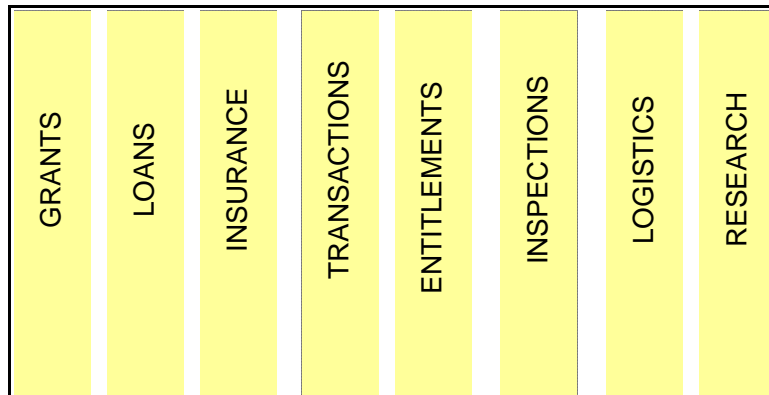 GRANTS
LOANS
INSURANCE
TRANSACTIONS
ENTITLEMENTS
INSPECTIONS
LOGISTICS
RESEARCH